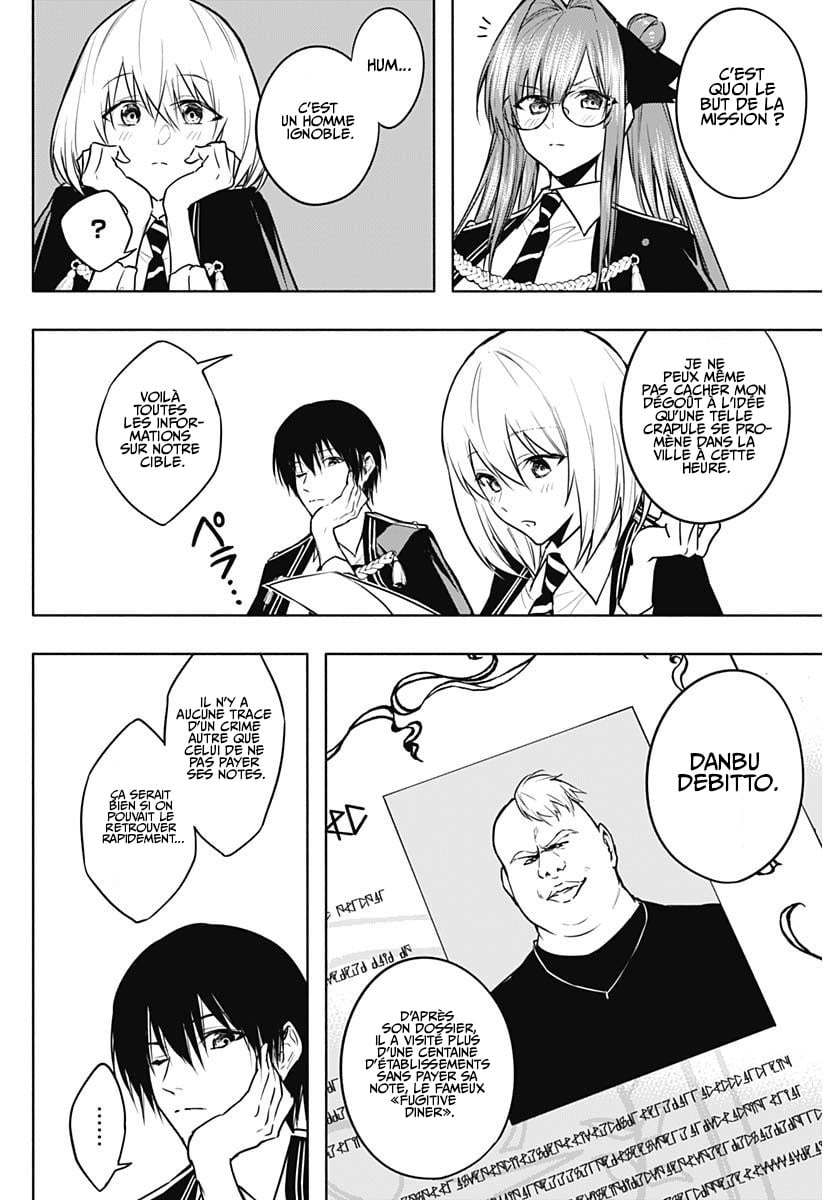 C'EST
QUOI LE
BUT DE LA
MISSION ?
HUM...
C'EST
UN HOMME
IGNOBLE.
?
JE NE
PEUX MÊME
PAS CACHER MON
DÉGOÛT À L'IDÉE
QU'UNE TELLE
CRAPULE SE PRO-
MÈNE DANS LA
VILLE À CETTE
HEURE.
VOILÀ
TOUTES
LES INFOR-
MATIONS
SUR NOTRE
CIBLE.
ペラ...
DANBU
DEBITTO.
D'APRÈS
SON DOSSIER,
IL A VISITÉ PLUS
D'UNE CENTAINE
D'ÉTABLISSEMENTS
SANS PAYER SA
NOTE, LE FAMEUX
«FUGITIVE
DINER».
IL N'Y A
AUCUNE TRACE
D'UN CRIME
AUTRE QUE
CELUI DE NE
PAS PAYER
SES NOTES.
ÇA SERAIT
BIEN SI ON
POUVAIT LE
RETROUVER
RAPIDEMENT...
......